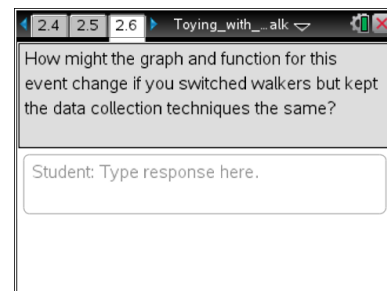 2.4 2.5 2.6 Toying_with_…alk
How might the graph and function for this
event change if you switched walkers but kept
the data collection techniques the same?
Student: Type response here.